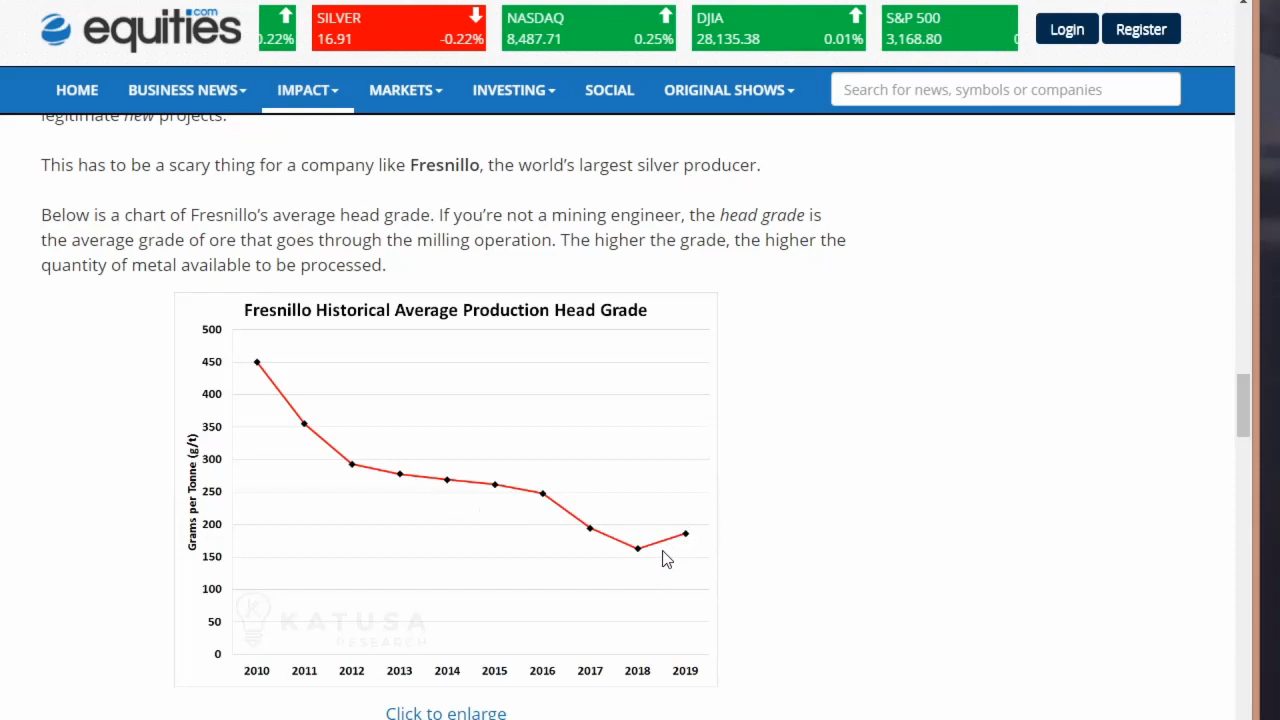 equities.com
0.22%
SILVER
16.91 -0.22%
NASDAQ
8,487.71 0.25%
DJIA
28,135.38 0.01%
S&P 500
3,168.80
Login Register
HOME BUSINESS NEWS IMPACT MARKETS INVESTING SOCIAL ORIGINAL SHOWS Search for news, symbols or companies
legitimate new projects.
This has to be a scary thing for a company like Fresnillo, the world's largest silver producer.
Below is a chart of Fresnillo's average head grade. If you're not a mining engineer, the head grade is
the average grade of ore that goes through the milling operation. The higher the grade, the higher the
quantity of metal available to be processed.
Fresnillo Historical Average Production Head Grade
Grams per Tonne (g/t)
500
450
400
350
300
250
200
150
100
50
0
KATUSA
RESEARCH
2010 2011 2012 2013 2014 2015 2016 2017 2018 2019
Click to enlarge